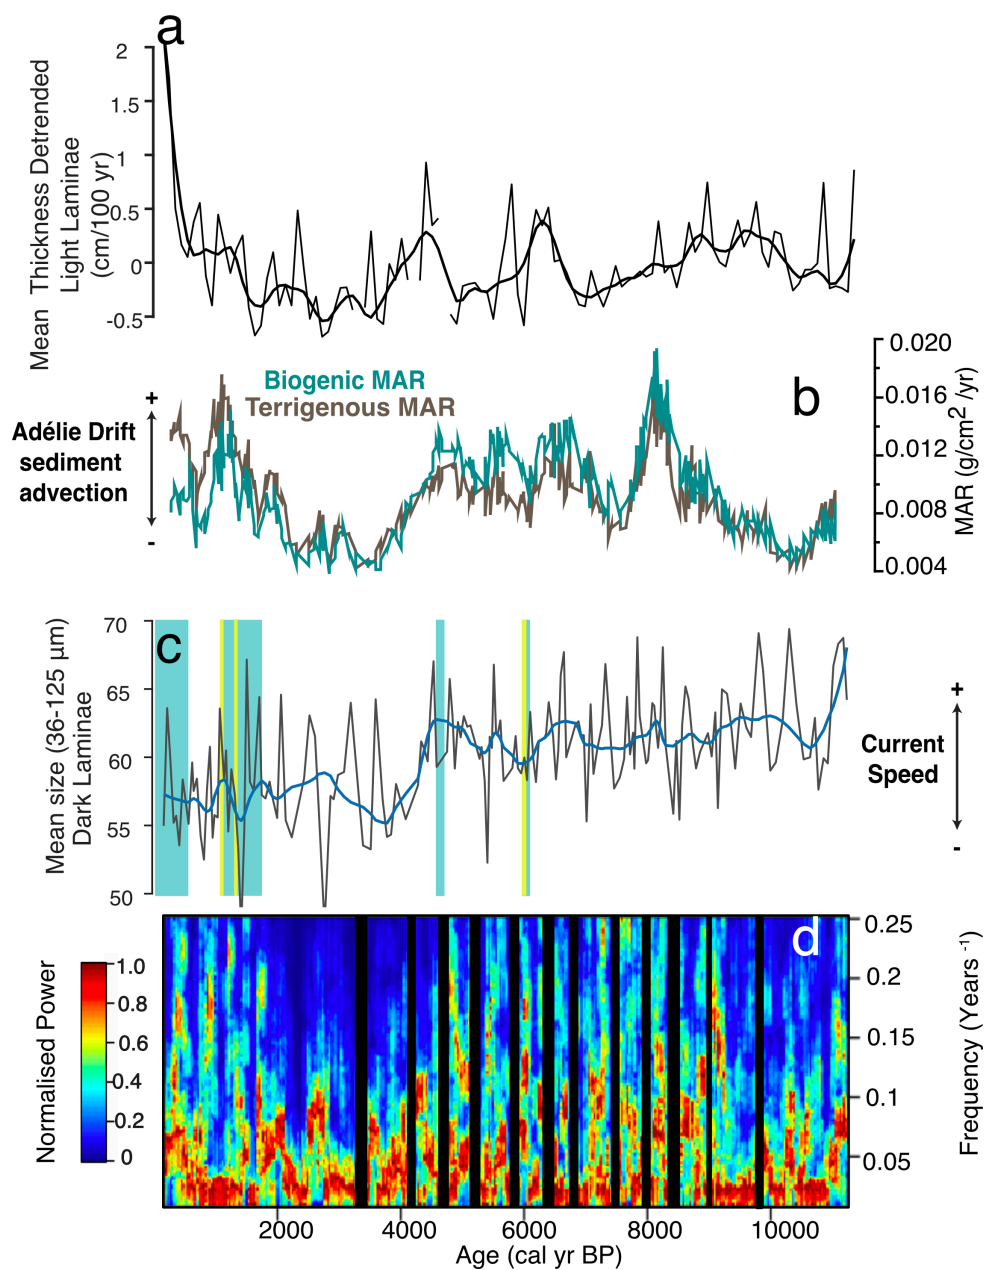 a
2
1.5
1
0.5
0
-0.5
Mean Thickness Detrended
Light Laminae
(cm/100 yr)
b
Biogenic MAR
Terrigenous MAR
+
Adélie Drift
sediment
advection
-
0.020
0.016
0.012
0.008
0.004
MAR (g/cm2 /yr)
c
70
65
60
55
50
Mean size (36-125 µm)
Dark Laminae
+
Current
Speed
-
d
Normalised Power
1.0
0.8
0.6
0.4
0.2
0
0.25
0.2
0.15
0.1
0.05
Frequency (Years -1)
2000 4000 6000 8000 10000
Age (cal yr BP)